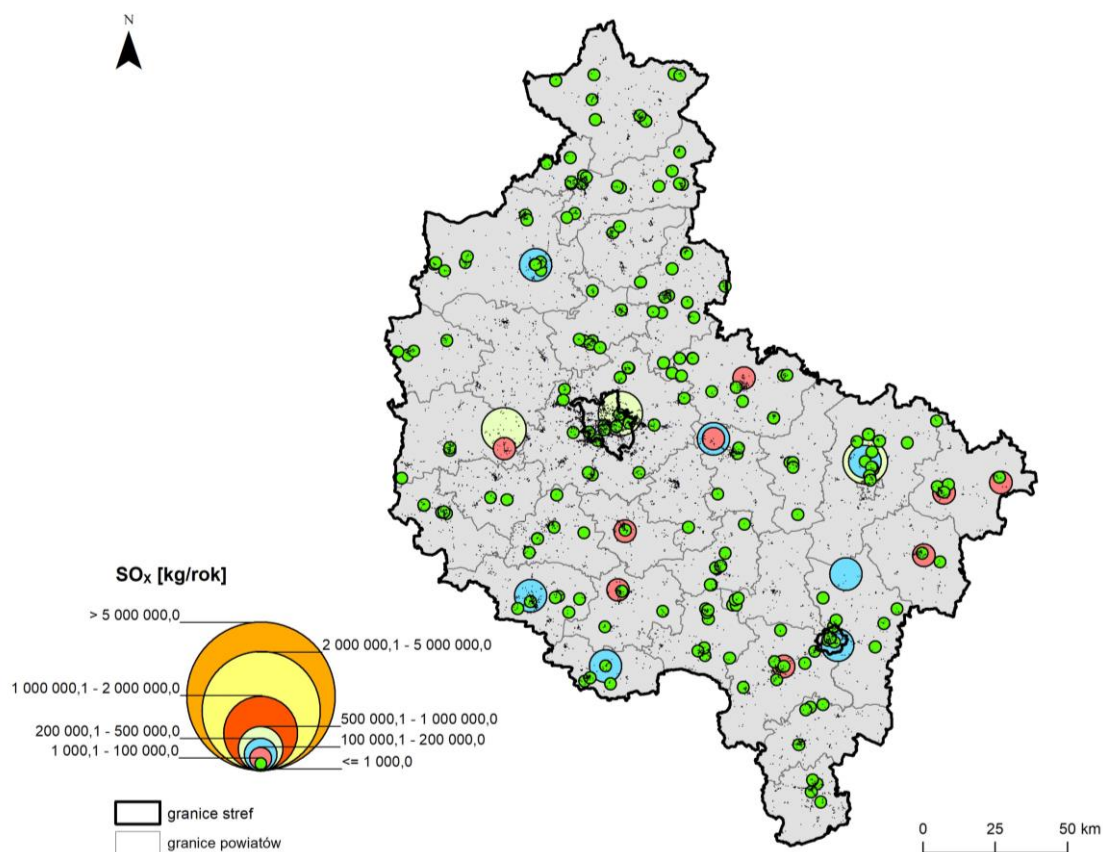 N
SOx [kg/rok]
> 5 000 000,0
2 000 000,1 - 5 000 000,0
1 000 000,1 - 2 000 000,0
500 000,1 - 1 000 000,0
200 000,1 - 500 000,0
100 000,1 - 200 000,0
1 000,1 - 100 000,0
<= 1 000,0
granice stref
granice powiatów
0 25 50 km